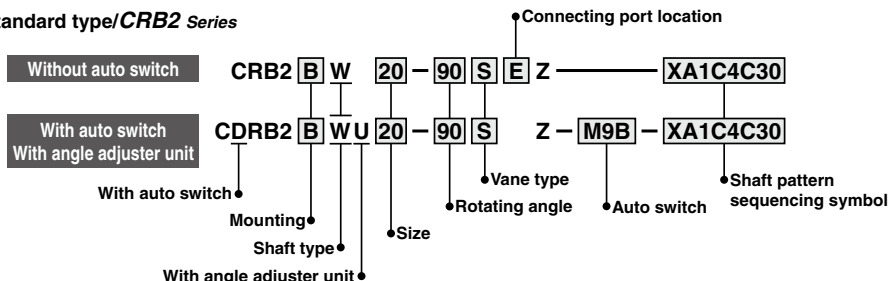 tandard type/CRB2 Series
Connecting port location
Without auto switch
CRB2 B W 20 – 90 S E Z – XA1C4C30
With auto switch
With angle adjuster unit
CDRB2 B W U 20 – 90 S Z – M9B – XA1C4C30
With auto switch
Mounting
Shaft type
With angle adjuster unit
Size
Rotating angle
Vane type
Auto switch
Shaft pattern
sequencing symbol